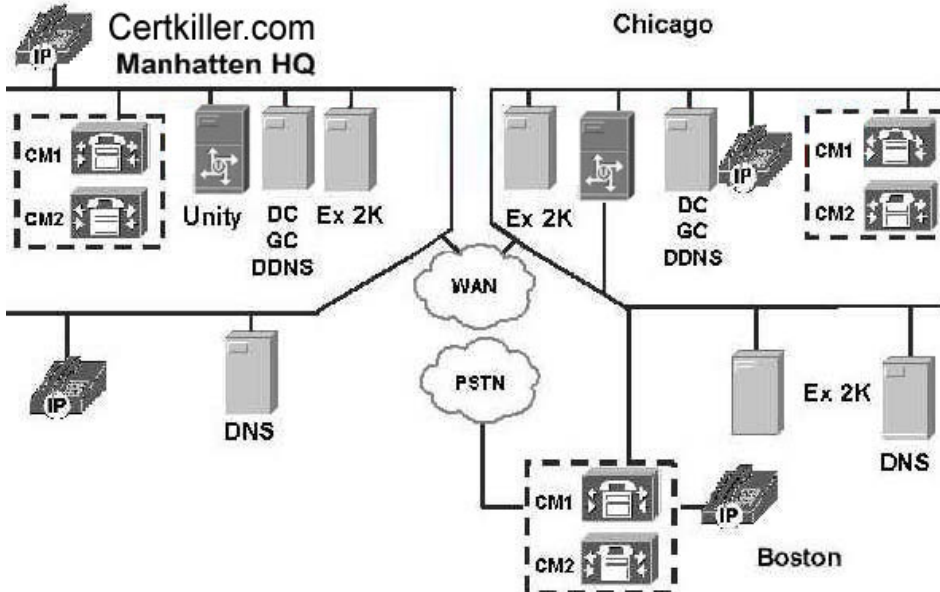 Certkiller.com
Manhatten HQ
Chicago
IP
CM1
CM2
Unity
DC
GC
DDNS
Ex 2K
Ex 2K
DC
GC
DDNS
IP
CM1
CM2
WAN
PSTN
IP
DNS
Ex 2K
DNS
CM1
CM2
IP
Boston